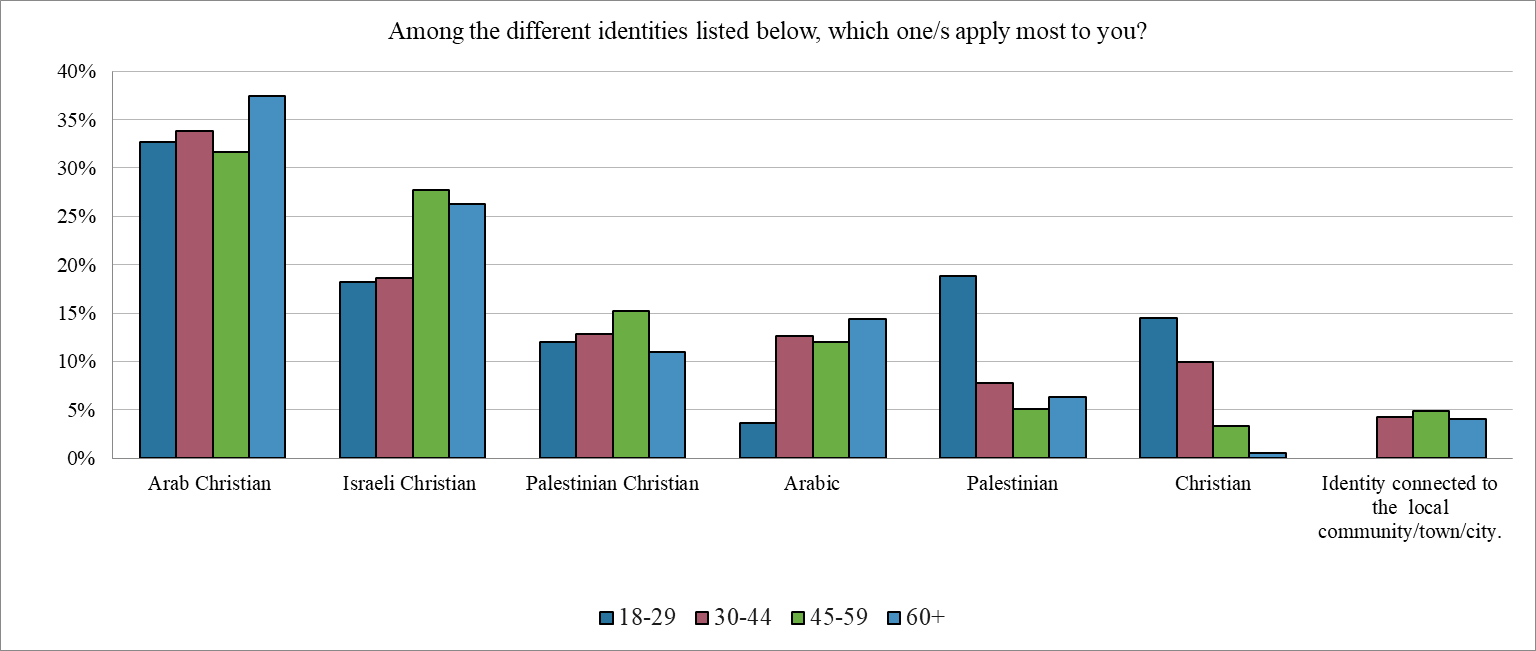 Among the different identities listed below, which one/s apply most to you?
40%
35%
30%
25%
20%
15%
10%
5%
0%
Arab Christian
Israeli Christian
Palestinian Christian
Arabic
Palestinian
Christian
Identity connected to
the local
community/town/city.
18-29
30-44
45-59
60+